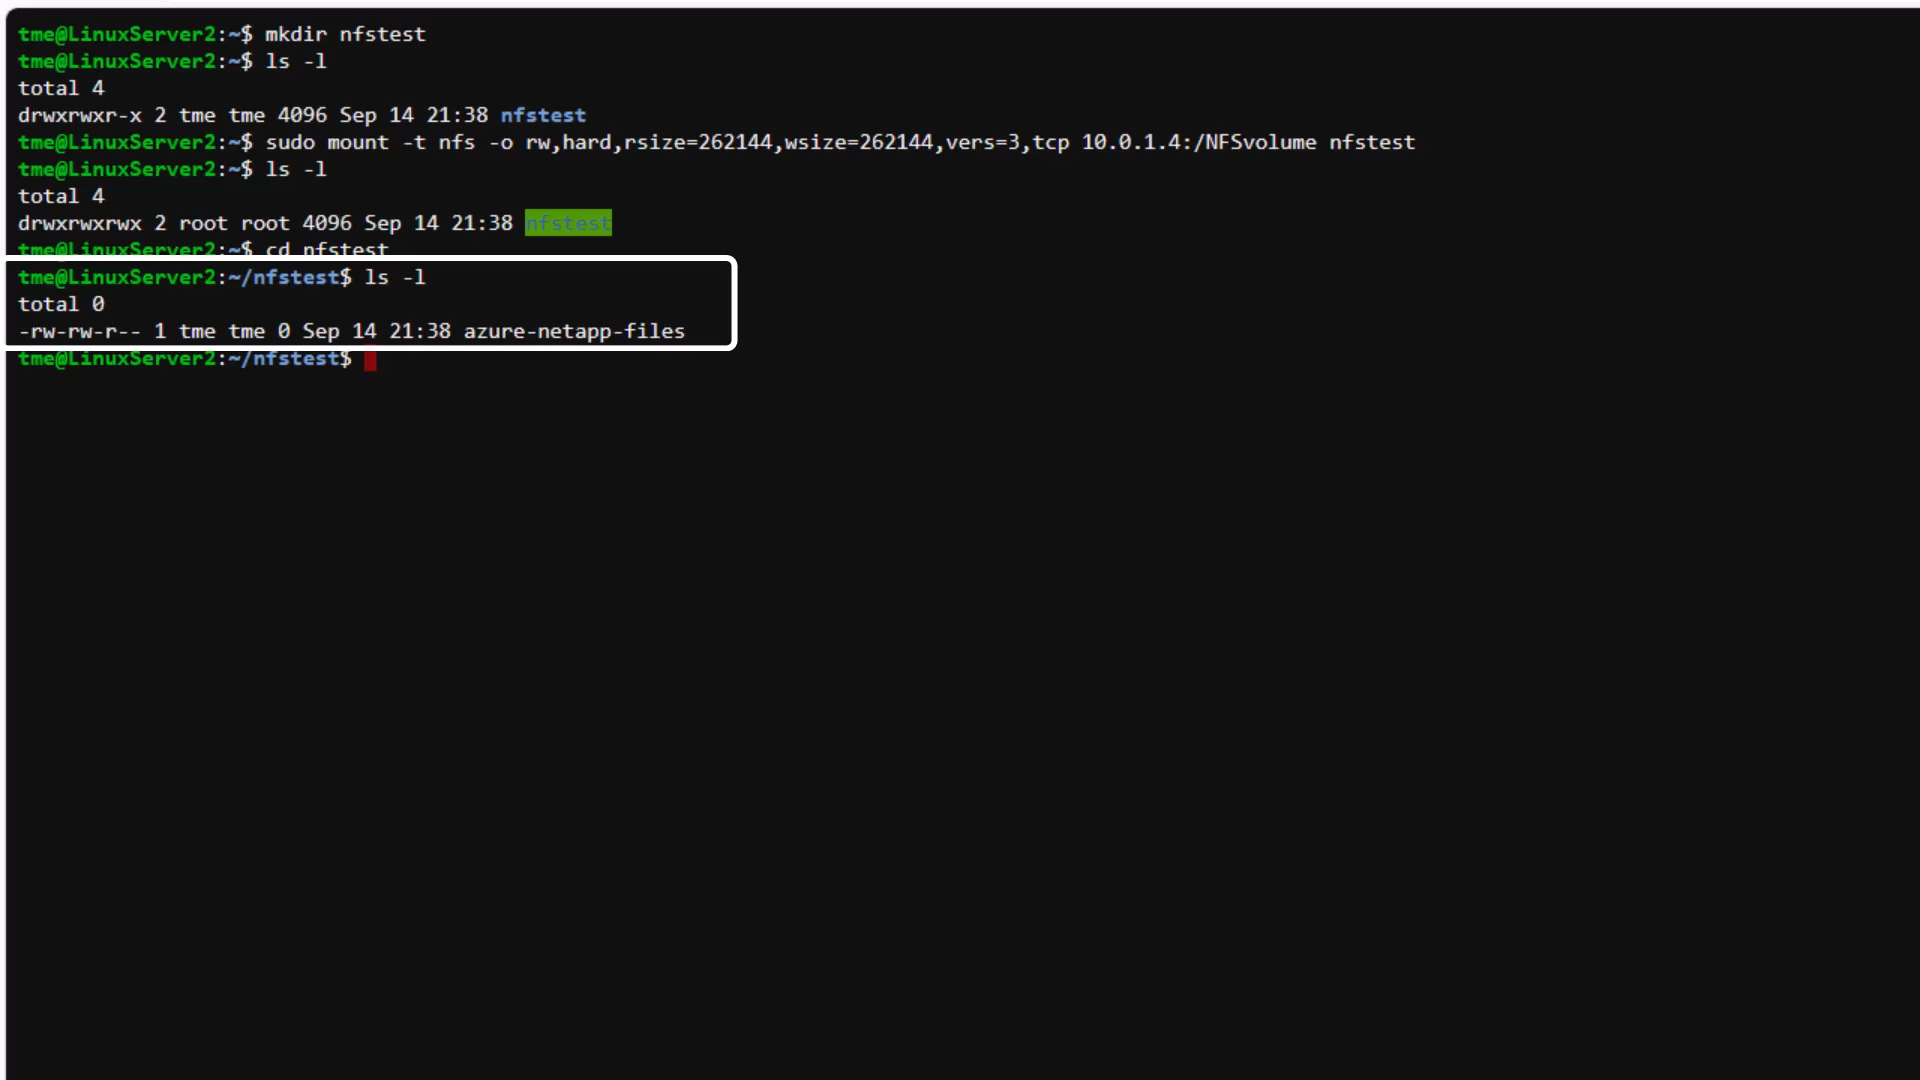 tme@LinuxServer2:~$ mkdir nfstest
tme@LinuxServer2:~$ ls -l
total 4
drwxrwxr-x 2 tme tme 4096 Sep 14 21:38 nfstest
tme@LinuxServer2:~$ sudo mount -t nfs -o rw,hard,rsize=262144,wsize=262144,vers=3,tcp 10.0.1.4:/NFSvolume nfstest
tme@LinuxServer2:~$ ls -l
total 4
drwxrwxrwx 2 root root 4096 Sep 14 21:38 nfstest
tme@LinuxServer2:~$ cd nfstest
tme@LinuxServer2:~/nfstest$ ls -l
total 0
-rw-rw-r-- 1 tme tme 0 Sep 14 21:38 azure-netapp-files
tme@LinuxServer2:~/nfstest$